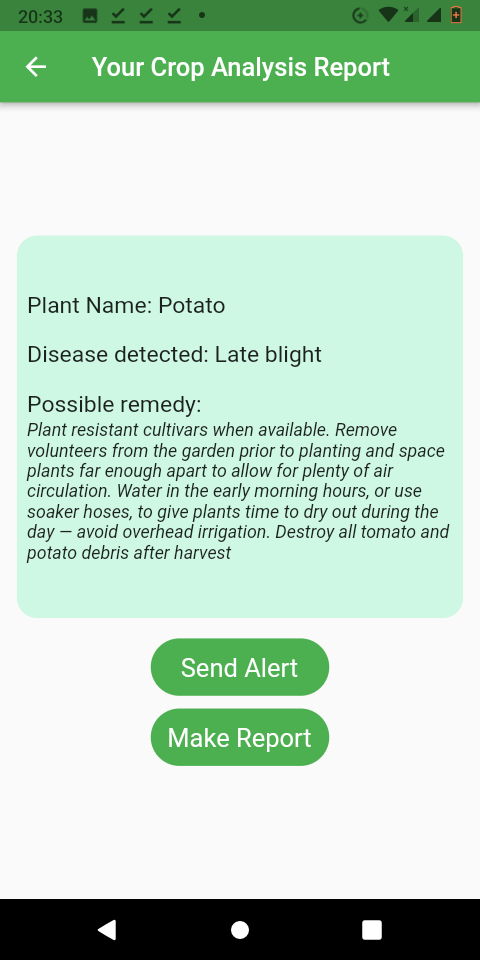 20:33
Your Crop Analysis Report
Plant Name: Potato
Disease detected: Late blight
Possible remedy:
Plant resistant cultivars when available. Remove
volunteers from the garden prior to planting and space
plants far enough apart to allow for plenty of air
circulation. Water in the early morning hours, or use
soaker hoses, to give plants time to dry out during the
day — avoid overhead irrigation. Destroy all tomato and
potato debris after harvest
Send Alert
Make Report